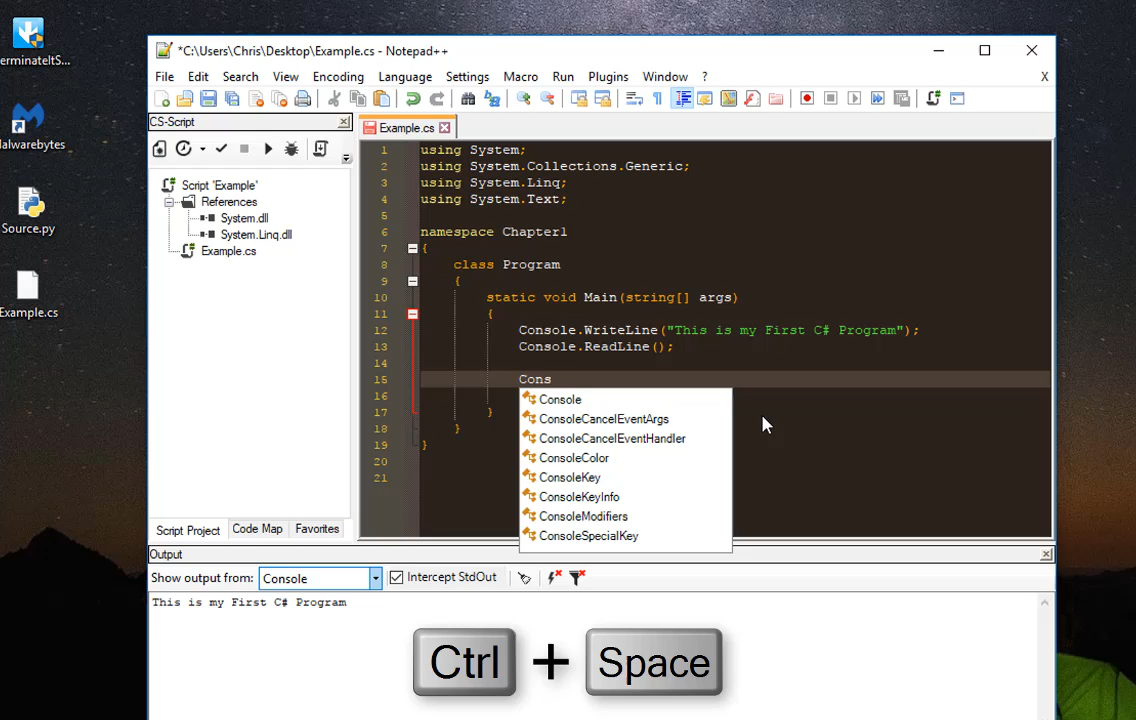 erminateItS...
alwarebytes
Source.py
Example.cs
*C:\Users\Chris\Desktop\Example.cs - Notepad++
File Edit Search View Encoding Language Settings Macro Run Plugins Window ? X
CS-Script
Script 'Example'
References
System.dll
System.Linq.dll
Example.cs
Script Project Code Map Favorites
Example.cs
1 using System;
2 using System.Collections.Generic;
3 using System.Linq;
4 using System.Text;
5
6 namespace Chapter1
7 {
8 class Program
9 {
10 static void Main(string[] args)
11 {
12 Console.WriteLine("This is my First C# Program");
13 Console.ReadLine();
14
15 Cons
16
17 }
18 }
19 }
20
21
Console
ConsoleCancelEventArgs
ConsoleCancelEventHandler
ConsoleColor
ConsoleKey
ConsoleKeyInfo
ConsoleModifiers
ConsoleSpecialKey
Output
Show output from: Console Intercept StdOut
This is my First C# Program
Ctrl + Space